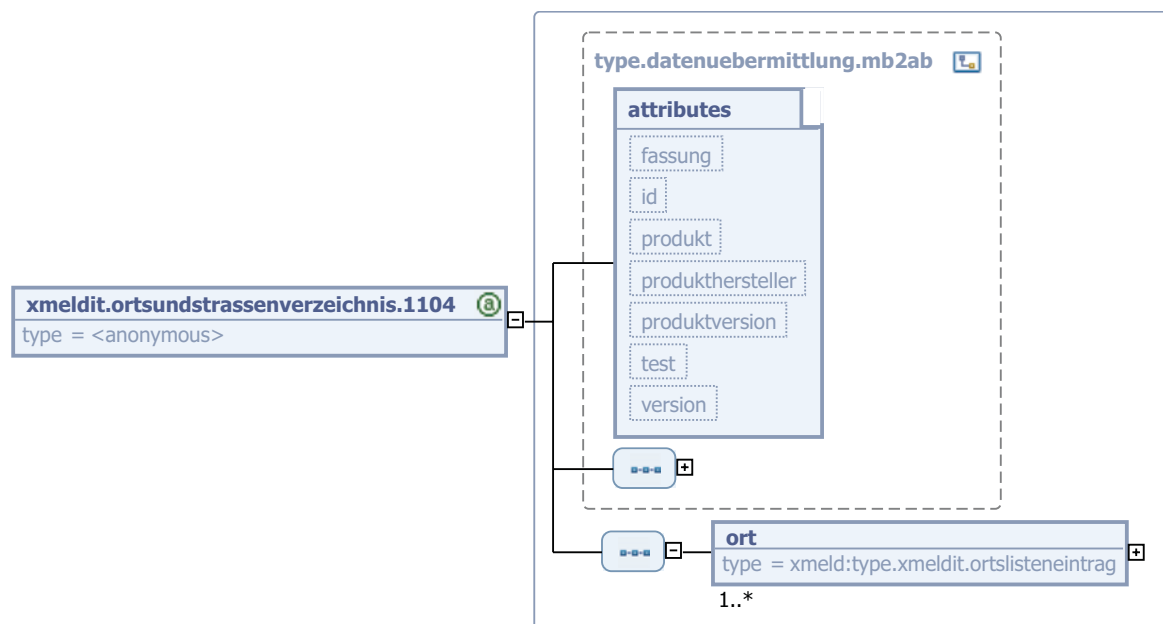 type.datenuebermittlung.mb2ab
attributes
fassung
id
produkt
produkthersteller
produktversion
test
version
xmeldit.ortsundstrassenverzeichnis.1104 a
type = <anonymous>
ort
type = xmeld:type.xmeldit.ortslisteneintrag
1..*